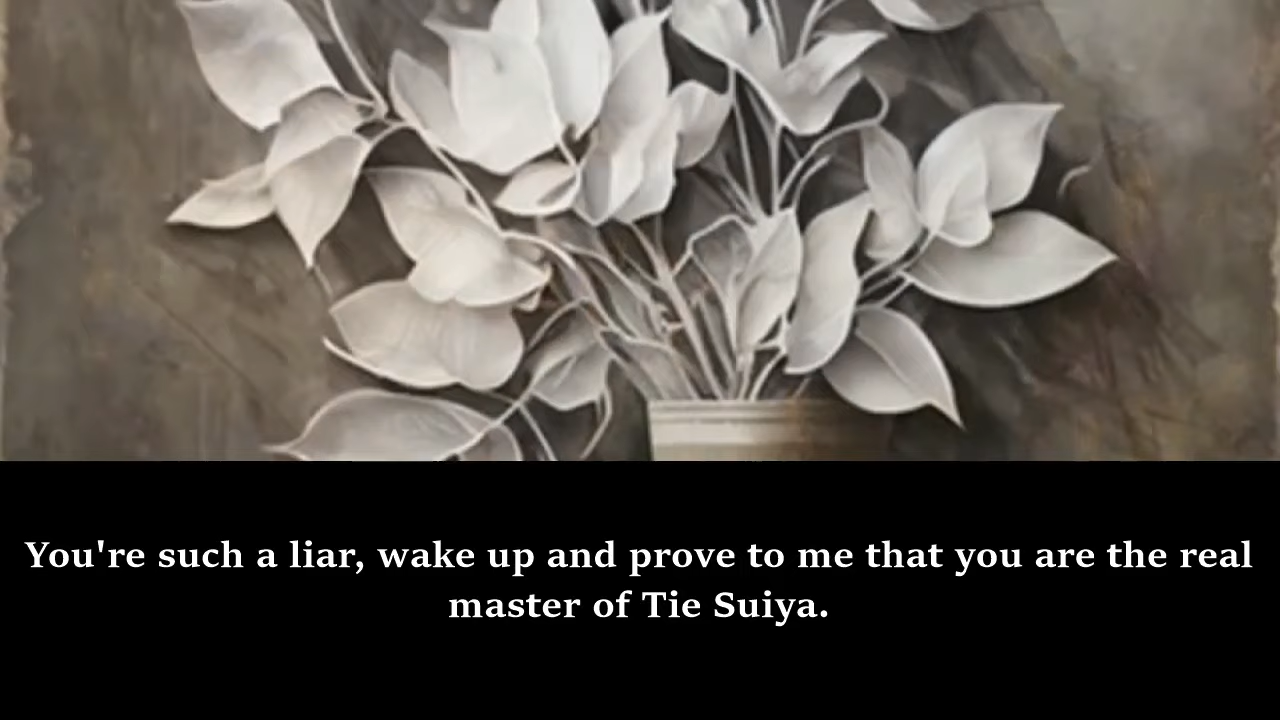 You're such a liar, wake up and prove to me that you are the real
master of Tie Suiya.